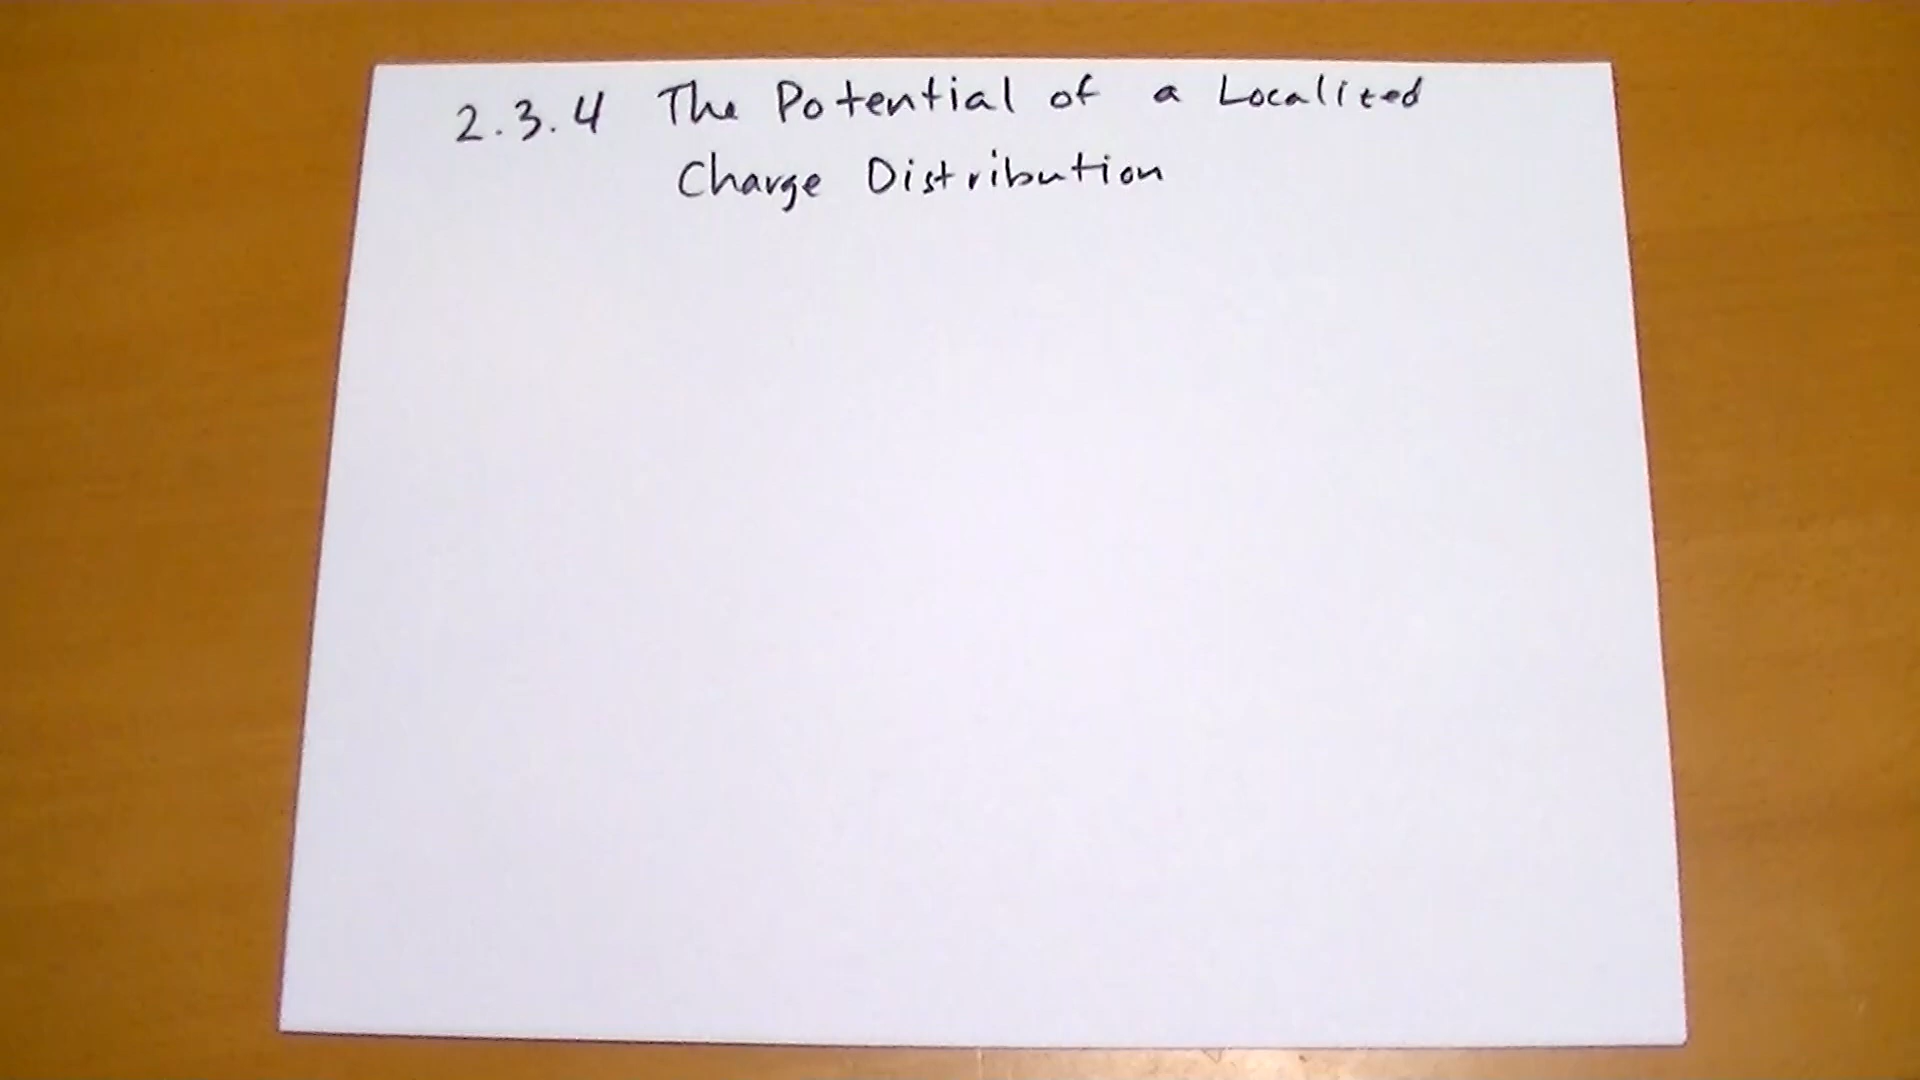 2.3.4 The Potential of a Localized
Charge Distribution